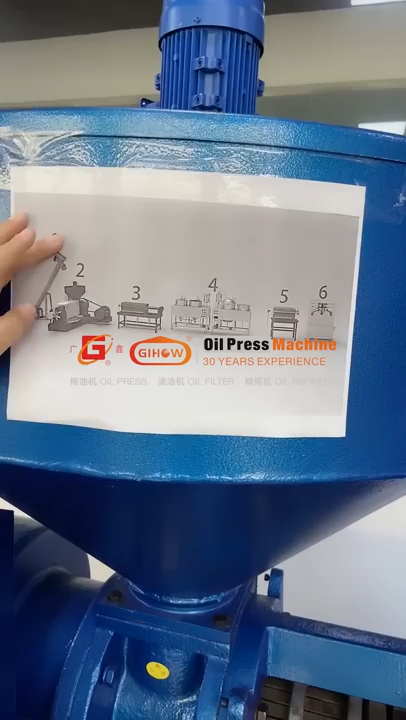 2
3
4
5
6
广 G 鑫 GIHOW Oil Press Machine
® 30 YEARS EXPERIENCE
榨油机 OIL PRESS 滤油机 OIL FILTER 精炼机 OIL REFINERY